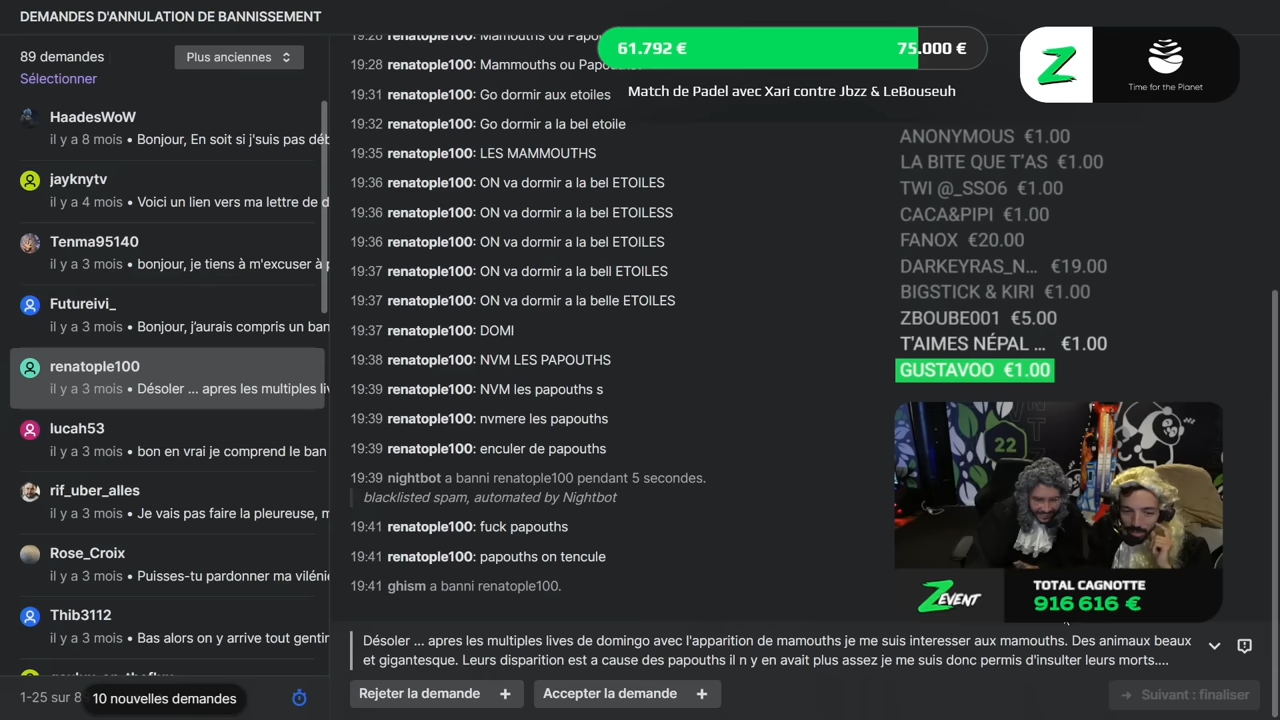 DEMANDES D'ANNULATION DE BANNISSEMENT
89 demandes
Plus anciennes
Sélectionner
HaadesWoW
il y a 8 mois • Bonjour, En soit si j'suis pas déb
jayknytv
il y a 4 mois • Voici un lien vers ma lettre de d
Tenma95140
il y a 3 mois • bonjour, je tiens à m'excuser à p
Futureivi_
il y a 3 mois • Bonjour, j'aurais compris un ban
renatople100
il y a 3 mois • Désoler ... apres les multiples liv
lucah53
il y a 3 mois • bon en vrai je comprend le ban
rif_uber_alles
il y a 3 mois • Je vais pas faire la pleureuse, m
Rose_Croix
il y a 3 mois • Puisses-tu pardonner ma vilénie
Thib3112
il y a 3 mois • Bas alors on y arrive tout gentir
1-25 sur 8
10 nouvelles demandes
19:28 renatople100: Mamouths ou Papou
19:28 renatople100: Mammouths ou Papou
19:31 renatople100: Go dormir aux etoiles
19:32 renatople100: Go dormir a la bel etoile
19:35 renatople100: LES MAMMOUTHS
19:36 renatople100: ON va dormir a la bel ETOILES
19:36 renatople100: ON va dormir a la bel ETOILESS
19:36 renatople100: ON va dormir a la bel ETOILES
19:37 renatople100: ON va dormir a la bell ETOILES
19:37 renatople100: ON va dormir a la belle ETOILES
19:37 renatople100: DOMI
19:38 renatople100: NVM LES PAPOUTHS
19:39 renatople100: NVM les papouths s
19:39 renatople100: nvmere les papouths
19:39 renatople100: enculer de papouths
19:39 nightbot a banni renatople100 pendant 5 secondes.
blacklisted spam, automated by Nightbot
19:41 renatople100: fuck papouths
19:41 renatople100: papouths on tencule
19:41 ghism a banni renatople100.
Désoler ... apres les multiples lives de domingo avec l'apparition de mamouths je me suis interesser aux mamouths. Des animaux beaux
et gigantesque. Leurs disparition est a cause des papouths il n y en avait plus assez je me suis donc permis d'insulter leurs morts....
Rejeter la demande +
Accepter la demande +
→ Suivant : finaliser
61.792 €
75.000 €
Match de Padel avec Xari contre Jbzz & LeBouseuh
Z
Time for the Planet
ANONYMOUS €1.00
LA BITE QUE T'AS €1.00
TWI @_SSO6 €1.00
CACA&PIPI €1.00
FANOX €20.00
DARKEYRAS_N... €19.00
BIGSTICK & KIRI €1.00
ZBOUBE001 €5.00
T'AIMES NÉPAL ... €1.00
GUSTAVOO €1.00
22
ZEVENT
TOTAL CAGNOTTE
916 616 €